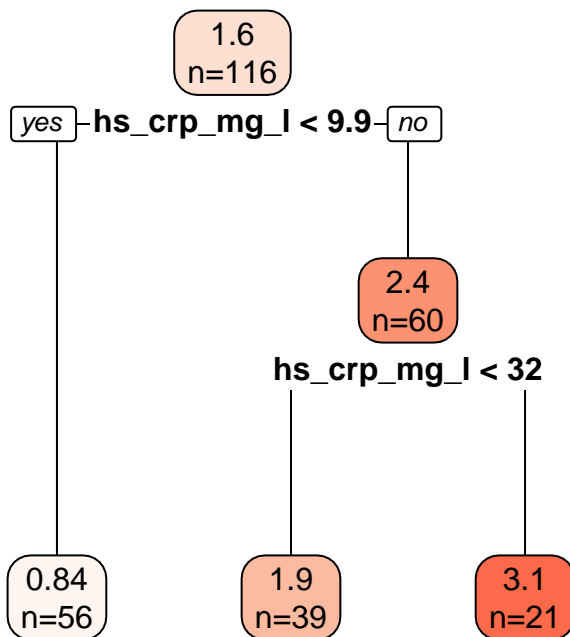 1.6
n=116
yes hs_crp_mg_l < 9.9 no
2.4
n=60
hs_crp_mg_l < 32
0.84
n=56
1.9
n=39
3.1
n=21